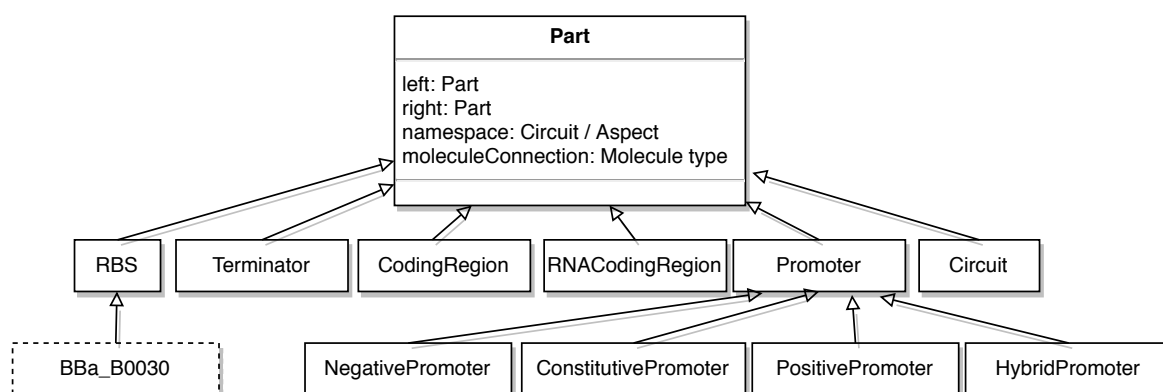 Part
left: Part
right: Part
namespace: Circuit / Aspect
moleculeConnection: Molecule type
RBS
Terminator
CodingRegion
RNACodingRegion
Promoter
Circuit
BBa_B0030
NegativePromoter
ConstitutivePromoter
PositivePromoter
HybridPromoter